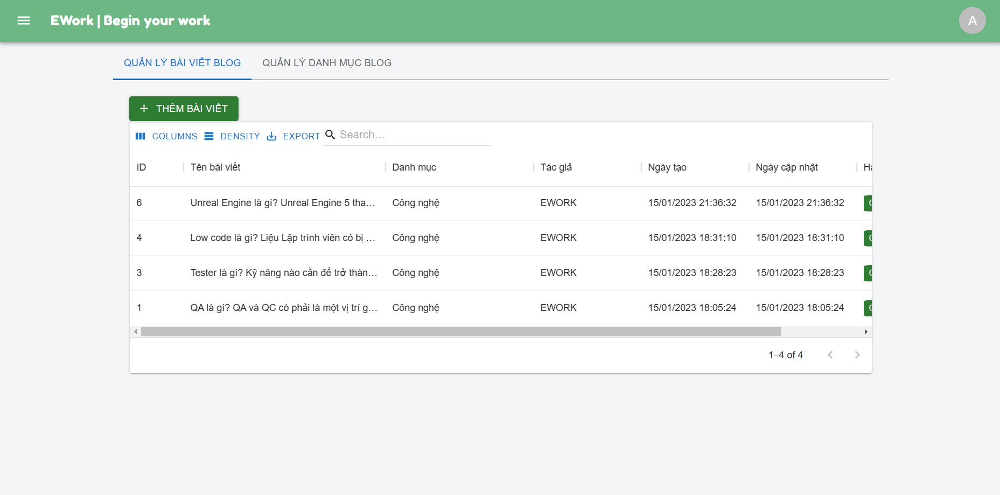 EWork | Begin your work
A
QUẢN LÝ BÀI VIẾT BLOG
QUẢN LÝ DANH MỤC BLOG
THÊM BÀI VIẾT
COLUMNS DENSITY EXPORT Search…
ID Tên bài viết Danh mục Tác giả Ngày tạo Ngày cập nhật
6 Unreal Engine là gì? Unreal Engine 5 tha… Công nghệ EWORK 15/01/2023 21:36:32 15/01/2023 21:36:32
4 Low code là gì? Liệu Lập trình viên có bị … Công nghệ EWORK 15/01/2023 18:31:10 15/01/2023 18:31:10
3 Tester là gì? Kỹ năng nào cần để trở thàn… Công nghệ EWORK 15/01/2023 18:28:23 15/01/2023 18:28:23
1 QA là gì? QA và QC có phải là một vị trí g… Công nghệ EWORK 15/01/2023 18:05:24 15/01/2023 18:05:24
1–4 of 4